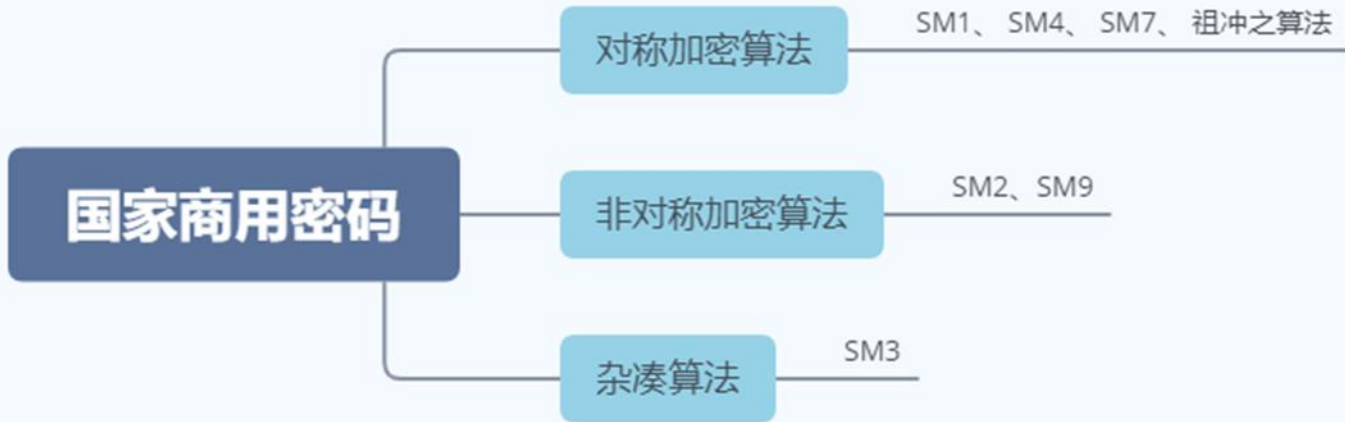 对称加密算法
SM1、 SM4、 SM7、 祖冲之算法
国家商用密码
非对称加密算法
SM2、SM9
杂凑算法
SM3